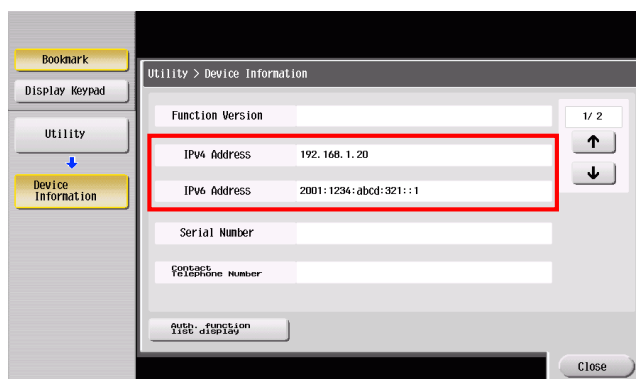 Bookmark
Display Keypad
Utility
Device
Information
Utility > Device Information
Function Version
1/ 2
IPv4 Address 192.168.1.20
IPv6 Address 2001:1234:abcd:321::1
Serial Number
Contact
Telephone Number
Auth. function
list display
Close